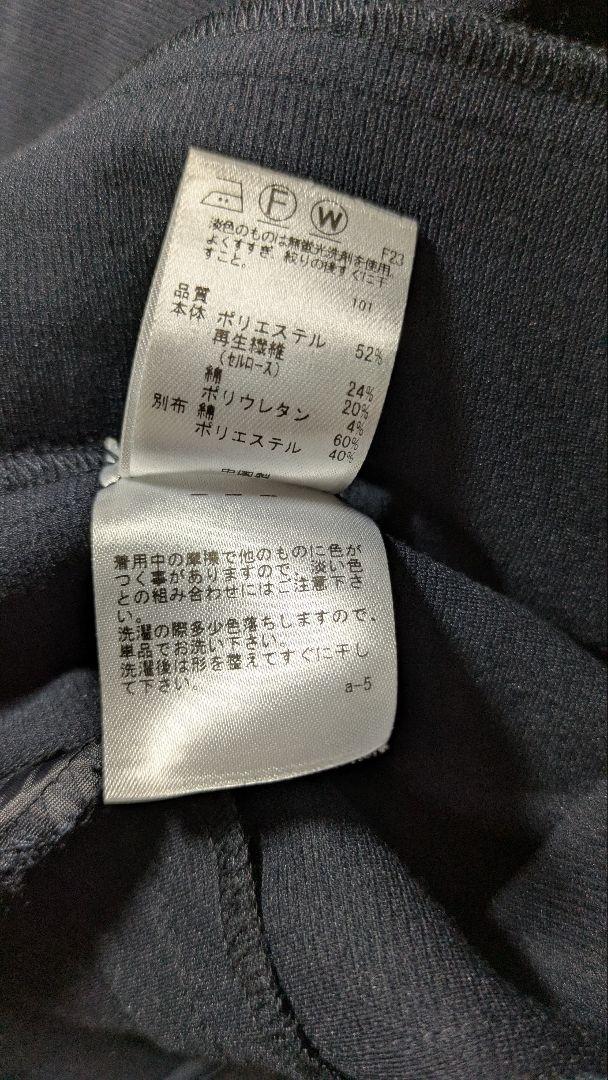 F W
淡色のものは無蛍光洗剤を使用。
よくすすぎ、絞りの後すぐに干
すこと。
F23
101
品質
本体 ポリエステル 52%
再生繊維
(セルロース) 24%
綿 20%
ポリウレタン 4%
別布 綿 60%
ポリエステル 40%
中国製
着用中の摩擦で他のものに色が
つく事がありますので、淡い色
との組み合わせにはご注意下さ
い。
洗濯の際多少色落ちしますので、
単品でお洗い下さい。
洗濯後は形を整えてすぐに干し
て下さい。
a-5